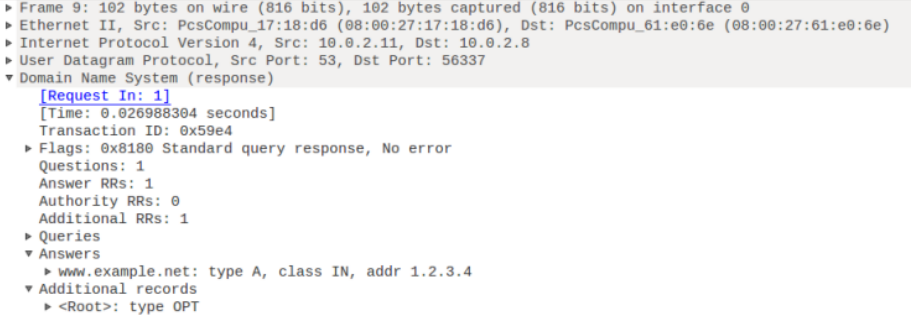 Frame 9: 102 bytes on wire (816 bits), 102 bytes captured (816 bits) on interface 0
Ethernet II, Src: PcsCompu_17:18:d6 (08:00:27:17:18:d6), Dst: PcsCompu_61:e0:6e (08:00:27:61:e0:6e)
Internet Protocol Version 4, Src: 10.0.2.11, Dst: 10.0.2.8
User Datagram Protocol, Src Port: 53, Dst Port: 56337
Domain Name System (response)
[Request In: 1]
[Time: 0.026988304 seconds]
Transaction ID: 0x59e4
Flags: 0x8180 Standard query response, No error
Questions: 1
Answer RRs: 1
Authority RRs: 0
Additional RRs: 1
Queries
Answers
www.example.net: type A, class IN, addr 1.2.3.4
Additional records
<Root>: type OPT